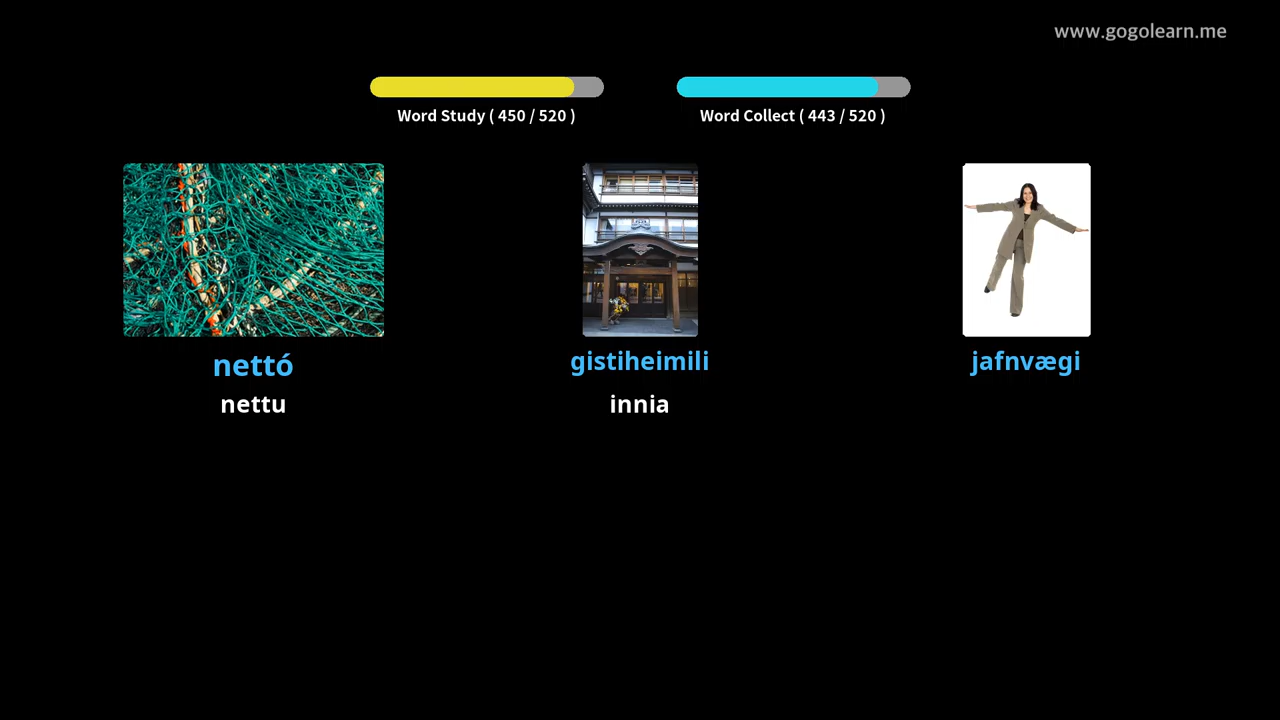 www.gogolearn.me
Word Study ( 450 / 520 )
Word Collect ( 443 / 520 )
nettó
gistiheimili
jafnvægi
nettu
innia